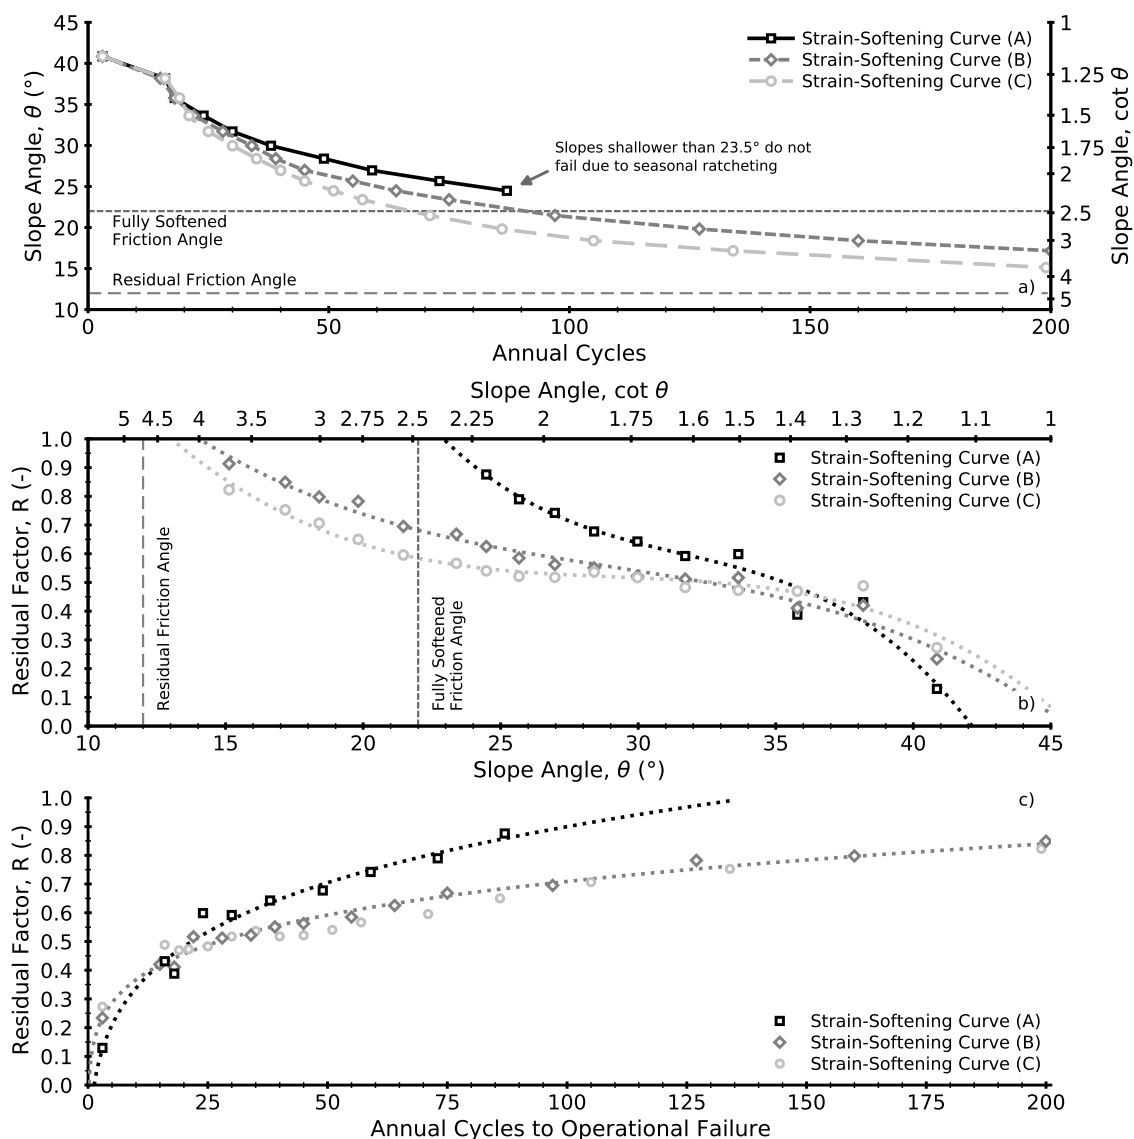 45
40
35
30
25
20
15
10
Slope Angle, θ (°)
Strain-Softening Curve (A)
Strain-Softening Curve (B)
Strain-Softening Curve (C)
Slopes shallower than 23.5° do not
fail due to seasonal ratcheting
Fully Softened
Friction Angle
Residual Friction Angle
a)
1
1.25
1.5
1.75
2
2.5
3
4
5
Slope Angle, cot θ
0 50 100 150 200
Annual Cycles
Slope Angle, cot θ
5 4.5 4 3.5 3 2.75 2.5 2.25 2 1.75 1.6 1.5 1.4 1.3 1.2 1.1 1
1.0
0.9
0.8
0.7
0.6
0.5
0.4
0.3
0.2
0.1
0.0
Residual Factor, R (-)
Strain-Softening Curve (A)
Strain-Softening Curve (B)
Strain-Softening Curve (C)
Residual Friction Angle
Fully Softened
Friction Angle
b)
10 15 20 25 30 35 40 45
Slope Angle, θ (°)
1.0
0.9
0.8
0.7
0.6
0.5
0.4
0.3
0.2
0.1
0.0
Residual Factor, R (-)
c)
Strain-Softening Curve (A)
Strain-Softening Curve (B)
Strain-Softening Curve (C)
0 25 50 75 100 125 150 175 200
Annual Cycles to Operational Failure